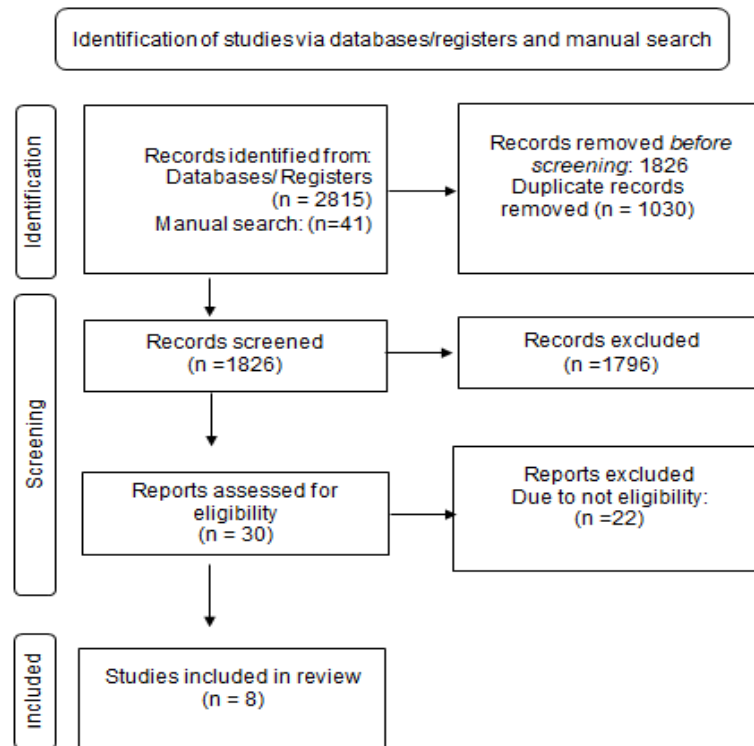 Identification of studies via databases/registers and manual search
Identification
Records identified from:
Databases/ Registers
(n = 2815)
Manual search: (n=41)
Records removed before
screening: 1826
Duplicate records
removed (n = 1030)
Screening
Records screened
(n =1826)
Records excluded
(n =1796)
Reports assessed for
eligibility
(n = 30)
Reports excluded
Due to not eligibility:
(n =22)
included
Studies included in review
(n = 8)